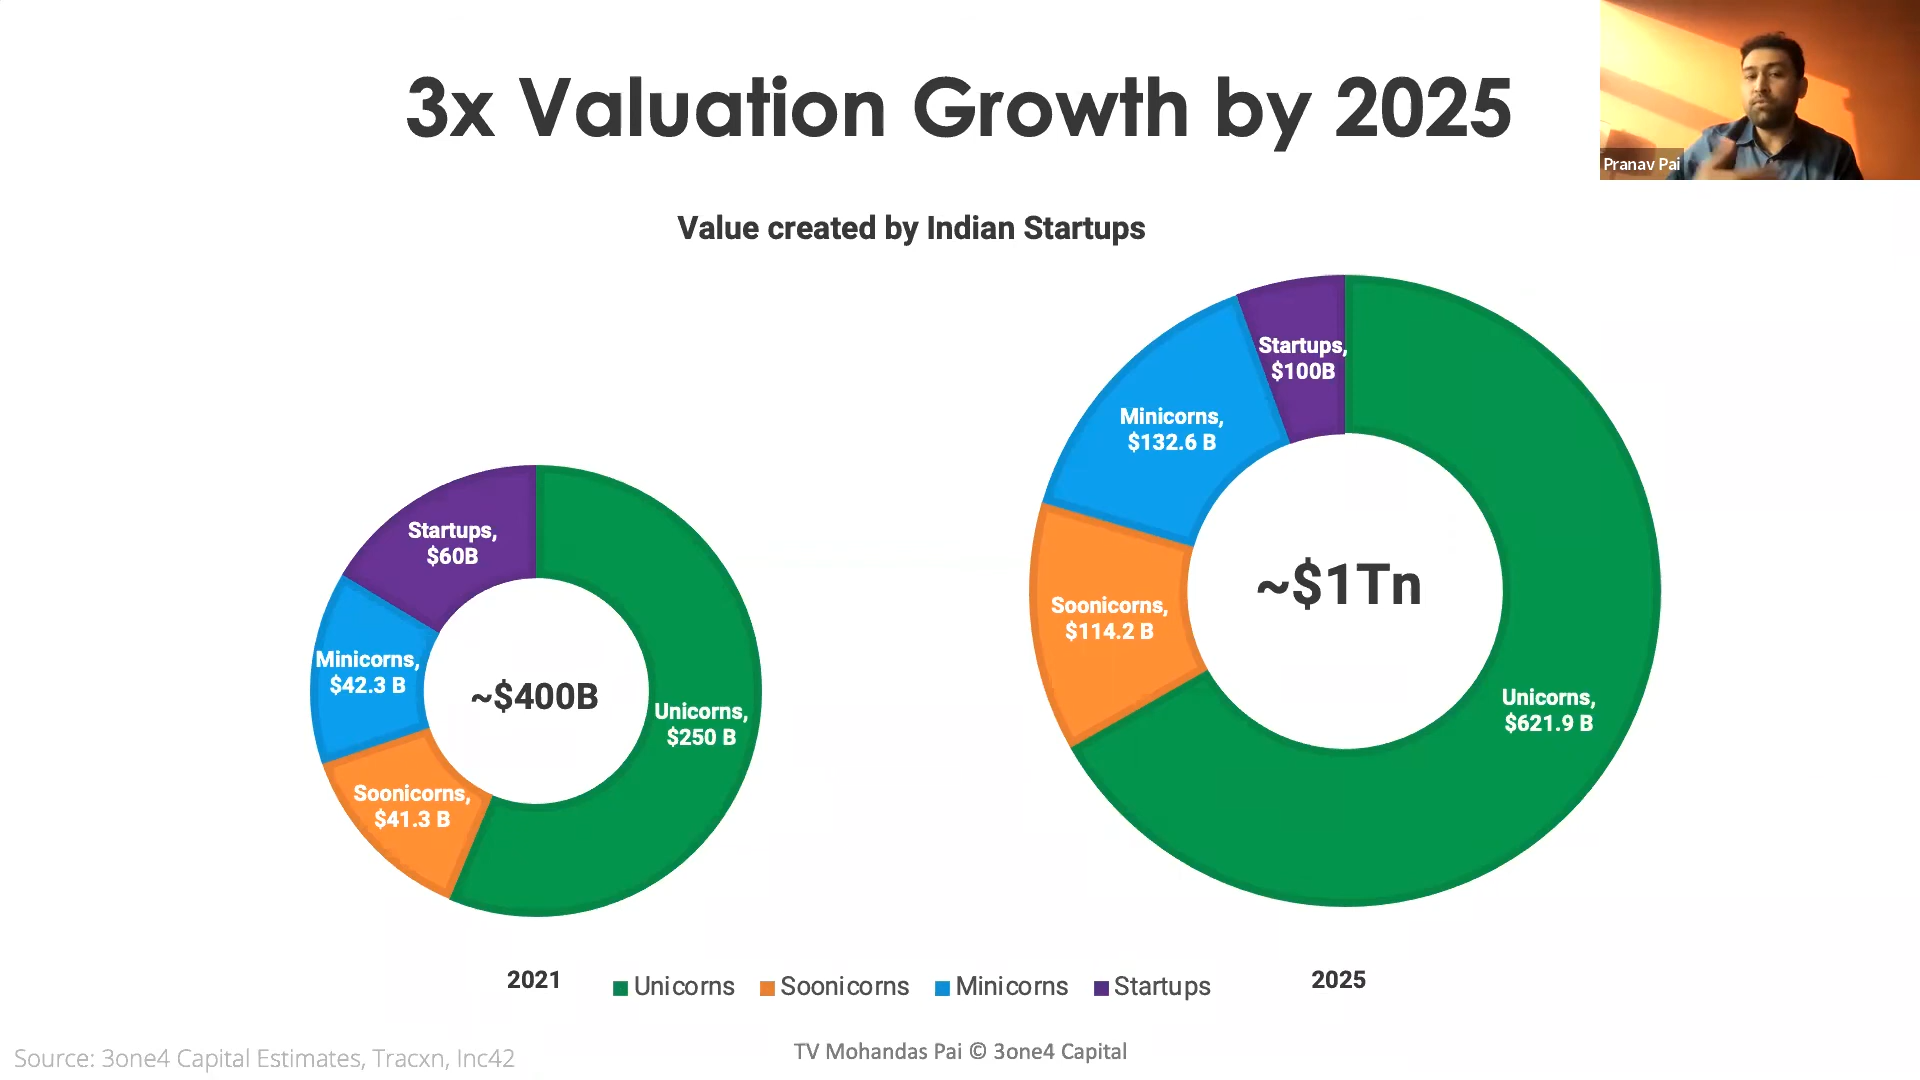 3x Valuation Growth by 2025
Pranav Pai
Value created by Indian Startups
Startups,
$60B
Minicorns,
$42.3 B
Soonicorns,
$41.3 B
Unicorns,
$250 B
~$400B
2021
Startups,
$100B
Minicorns,
$132.6 B
Soonicorns,
$114.2 B
Unicorns,
$621.9 B
~$1Tn
2025
Unicorns Soonicorns Minicorns Startups
Source: 3one4 Capital Estimates, Tracxn, Inc42
TV Mohandas Pai © 3one4 Capital